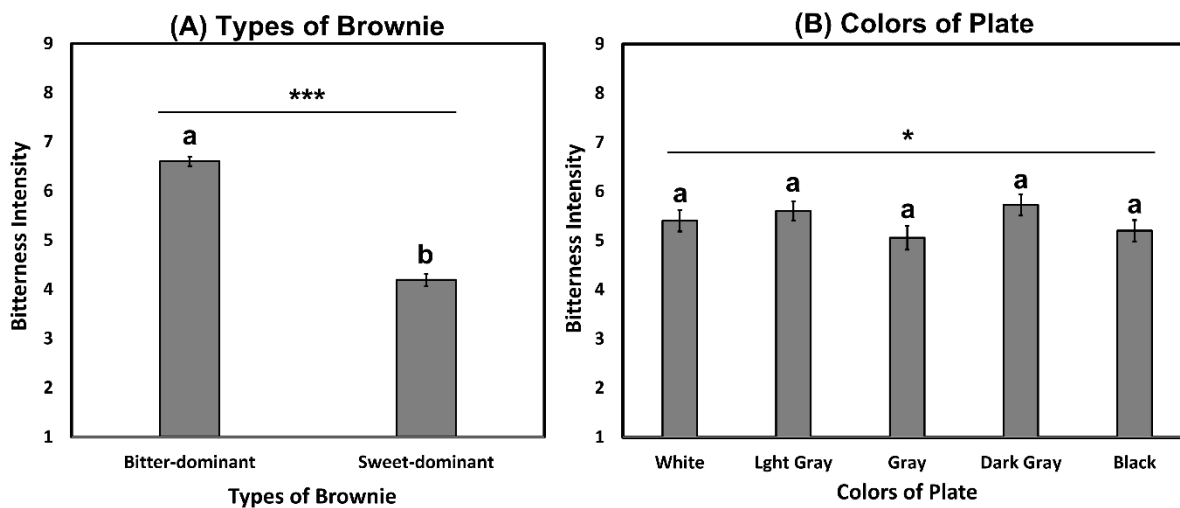 (A) Types of Brownie
9
8
7
6
5
4
3
2
1
Bitterness Intensity
***
a
b
Bitter-dominant
Sweet-dominant
Types of Brownie
(B) Colors of Plate
9
8
7
6
5
4
3
2
1
Bitterness Intensity
*
a
a
a
a
a
White
Lght Gray
Gray
Dark Gray
Black
Colors of Plate